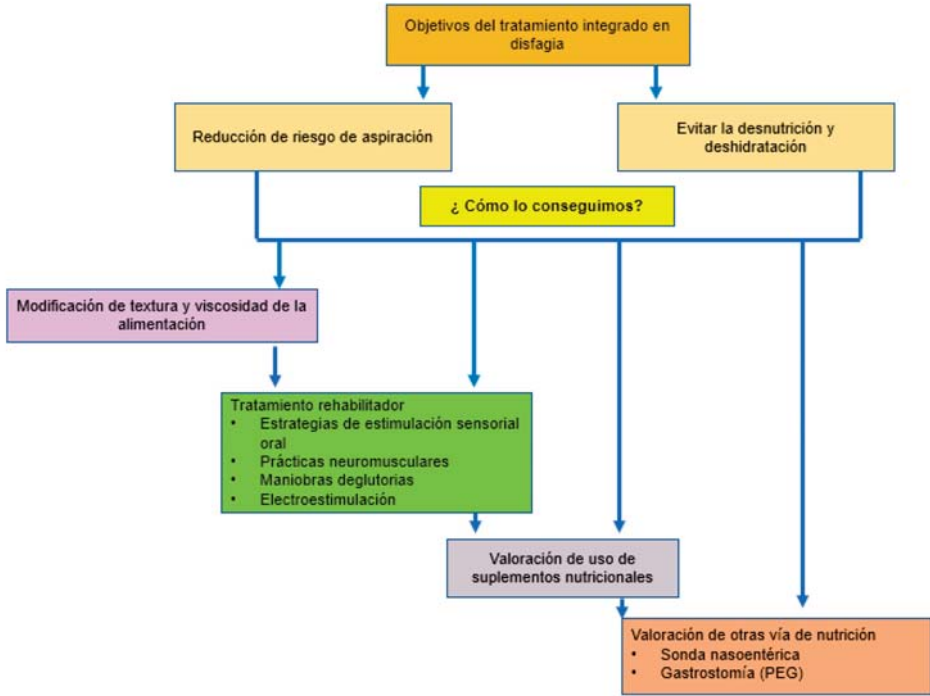 Objetivos del tratamiento integrado en
disfagia
Reducción de riesgo de aspiración
Evitar la desnutrición y
deshidratación
¿ Cómo lo conseguimos?
Modificación de textura y viscosidad de la
alimentación
Tratamiento rehabilitador
• Estrategias de estimulación sensorial
oral
• Prácticas neuromusculares
• Maniobras deglutorias
• Electroestimulación
Valoración de uso de
suplementos nutricionales
Valoración de otras vía de nutrición
• Sonda nasoentérica
• Gastrostomía (PEG)